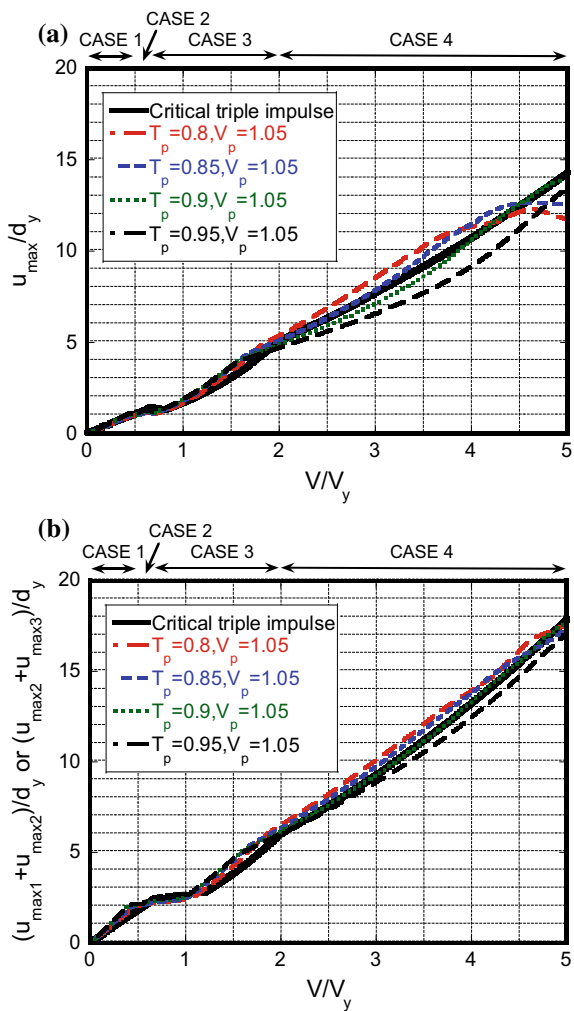 CASE 2
(a)
CASE 1 CASE 3 CASE 4
20
Critical triple impulse
T_p=0.8,V_p=1.05
15
T_p=0.85,V_p=1.05
T_p=0.9,V_p=1.05
T_p=0.95,V_p=1.05
u_max/d_y
10
5
0
0 1 2 3 4 5
V/V_y
(b)
CASE 2
CASE 1 CASE 3 CASE 4
20
Critical triple impulse
T_p=0.8,V_p=1.05
T_p=0.85,V_p=1.05
15
T_p=0.9,V_p=1.05
T_p=0.95,V_p=1.05
(u_max1+u_max2)/d_y or (u_max2+u_max3)/d_y
10
5
0
0 1 2 3 4 5
V/V_y